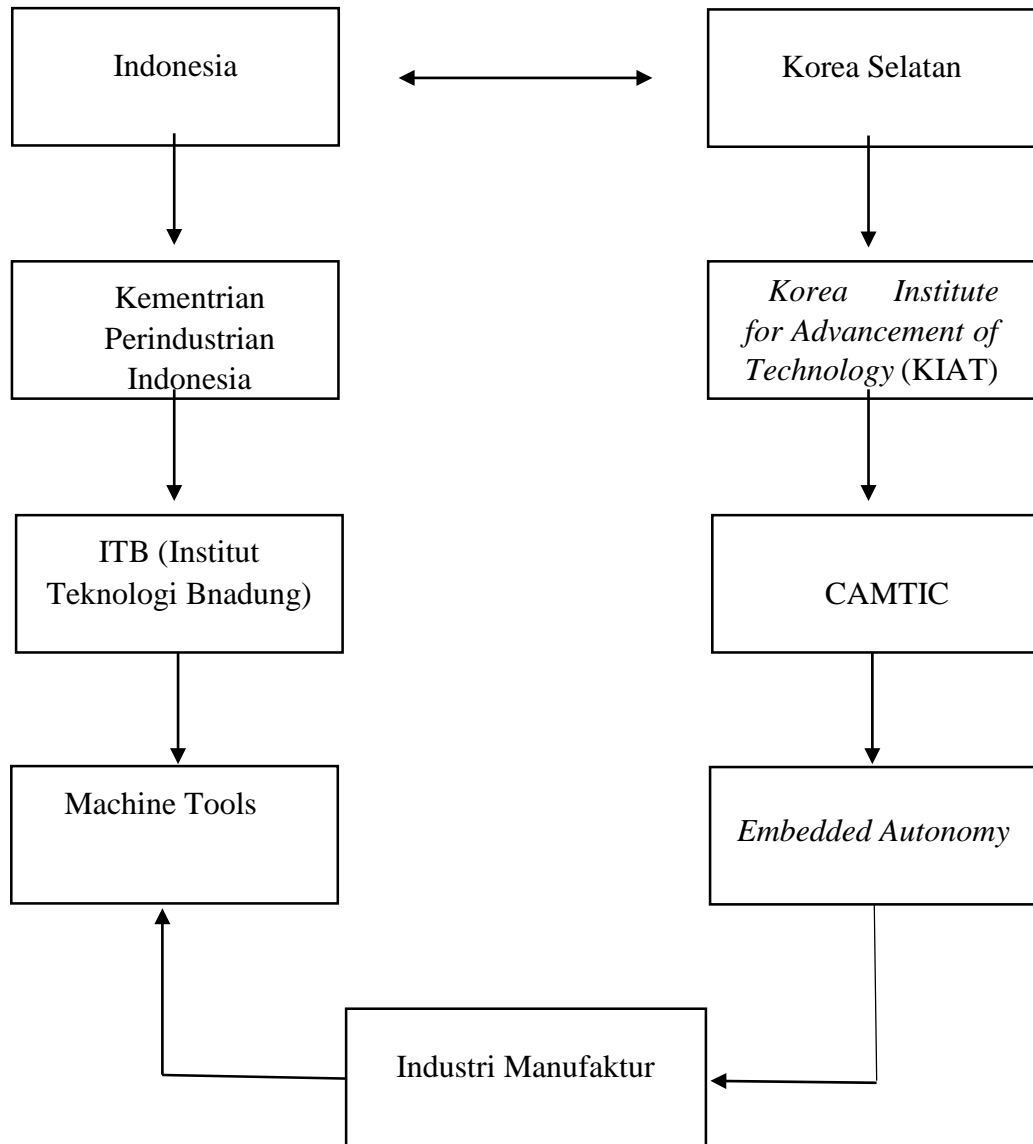 Indonesia
Korea Selatan
Kementrian
Perindustrian
Indonesia
Korea Institute
for Advancement of
Technology (KIAT)
ITB (Institut
Teknologi Bnadung)
CAMTIC
Machine Tools
Embedded Autonomy
Industri Manufaktur